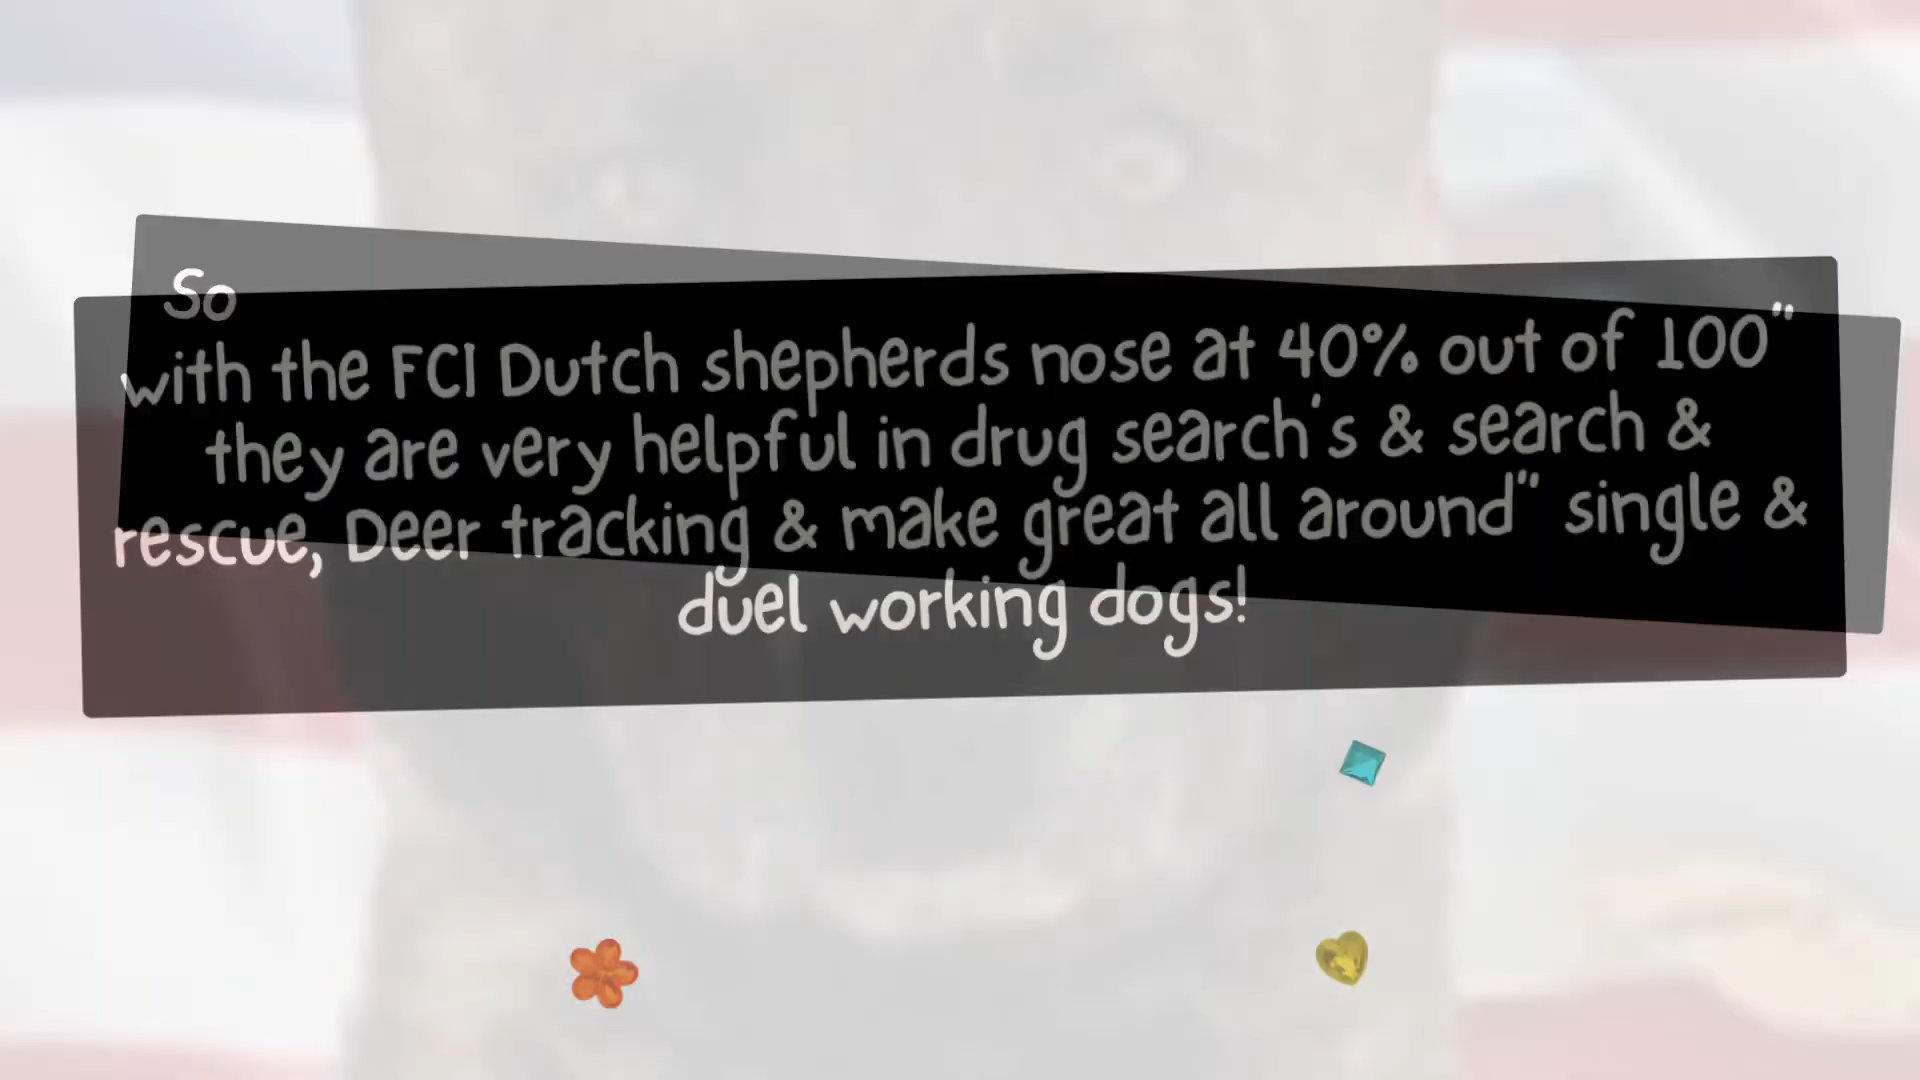 So
with the FCI Dutch shepherds nose at 40% out of 100"
they are very helpful in drug search's & search &
rescue, Deer tracking & make great all around" single &
duel working dogs!